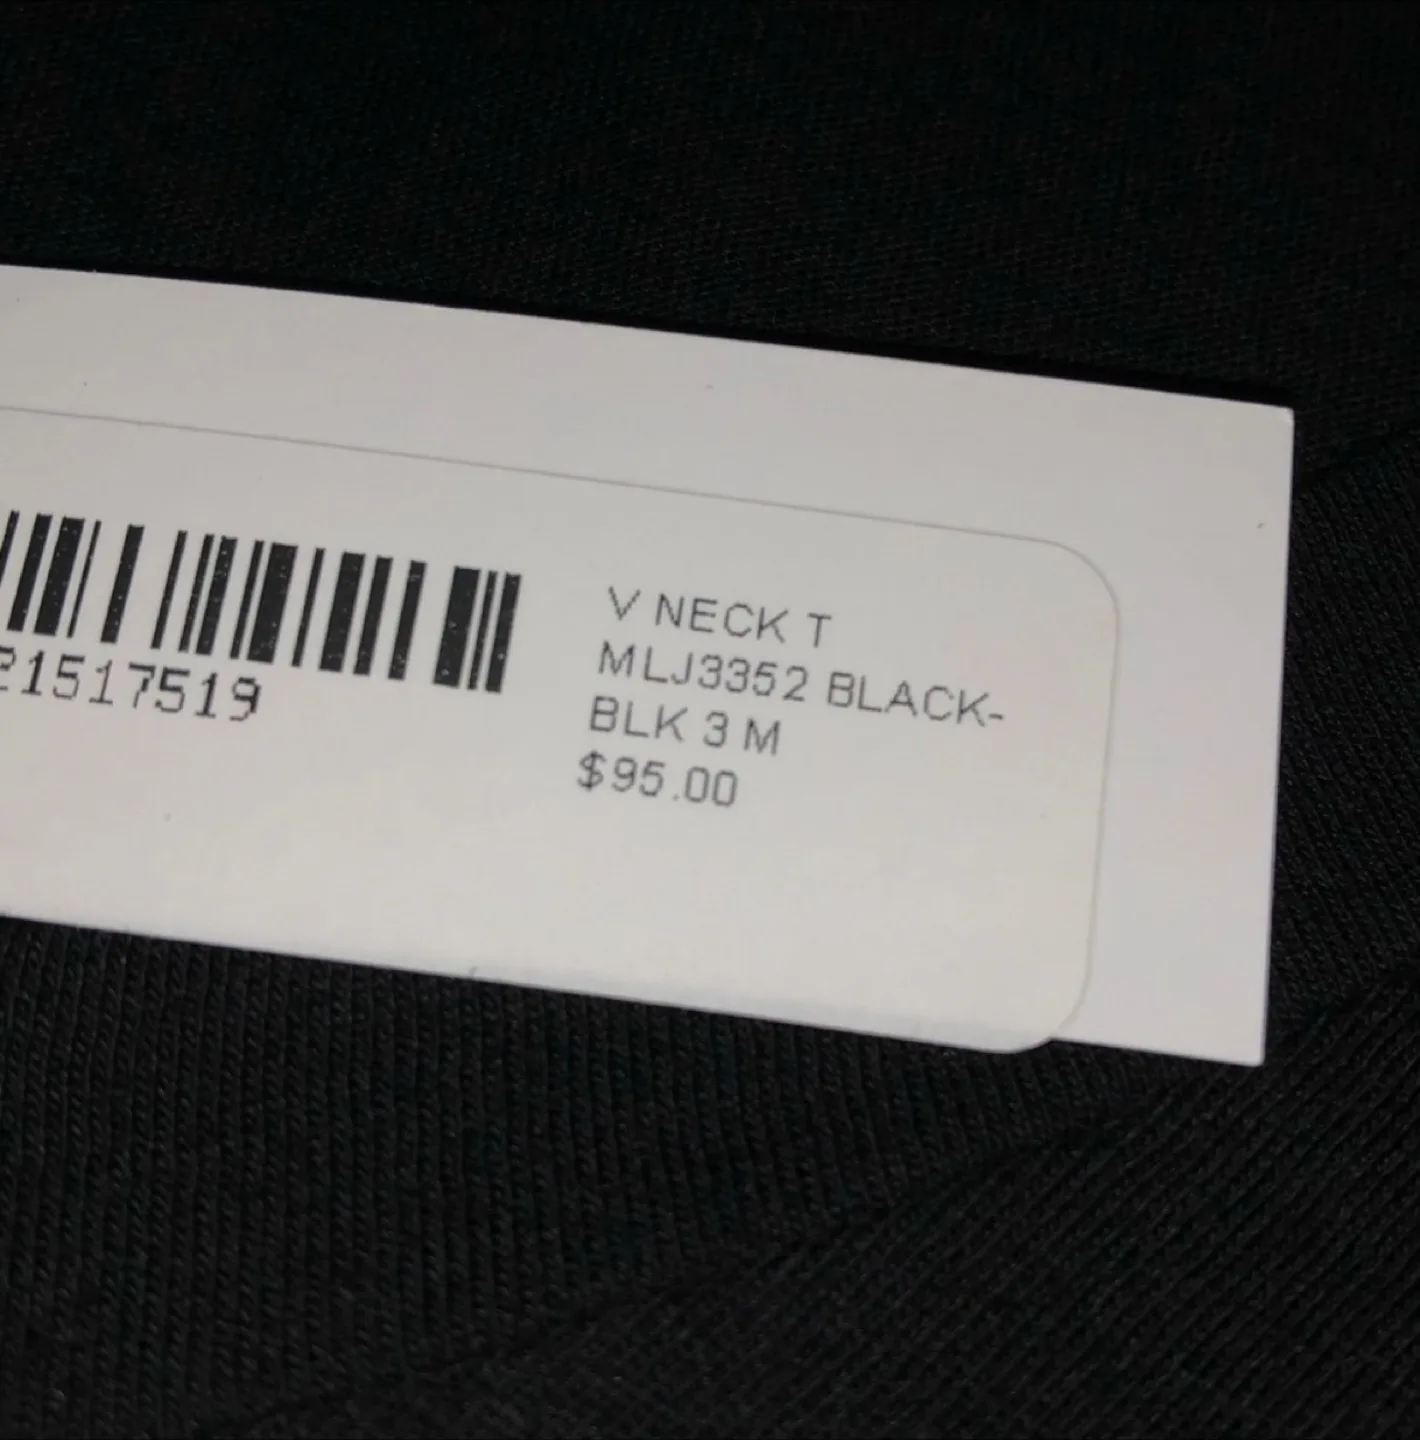 21517519
V NECK T
MLJ3352 BLACK-
BLK 3 M
$95.00